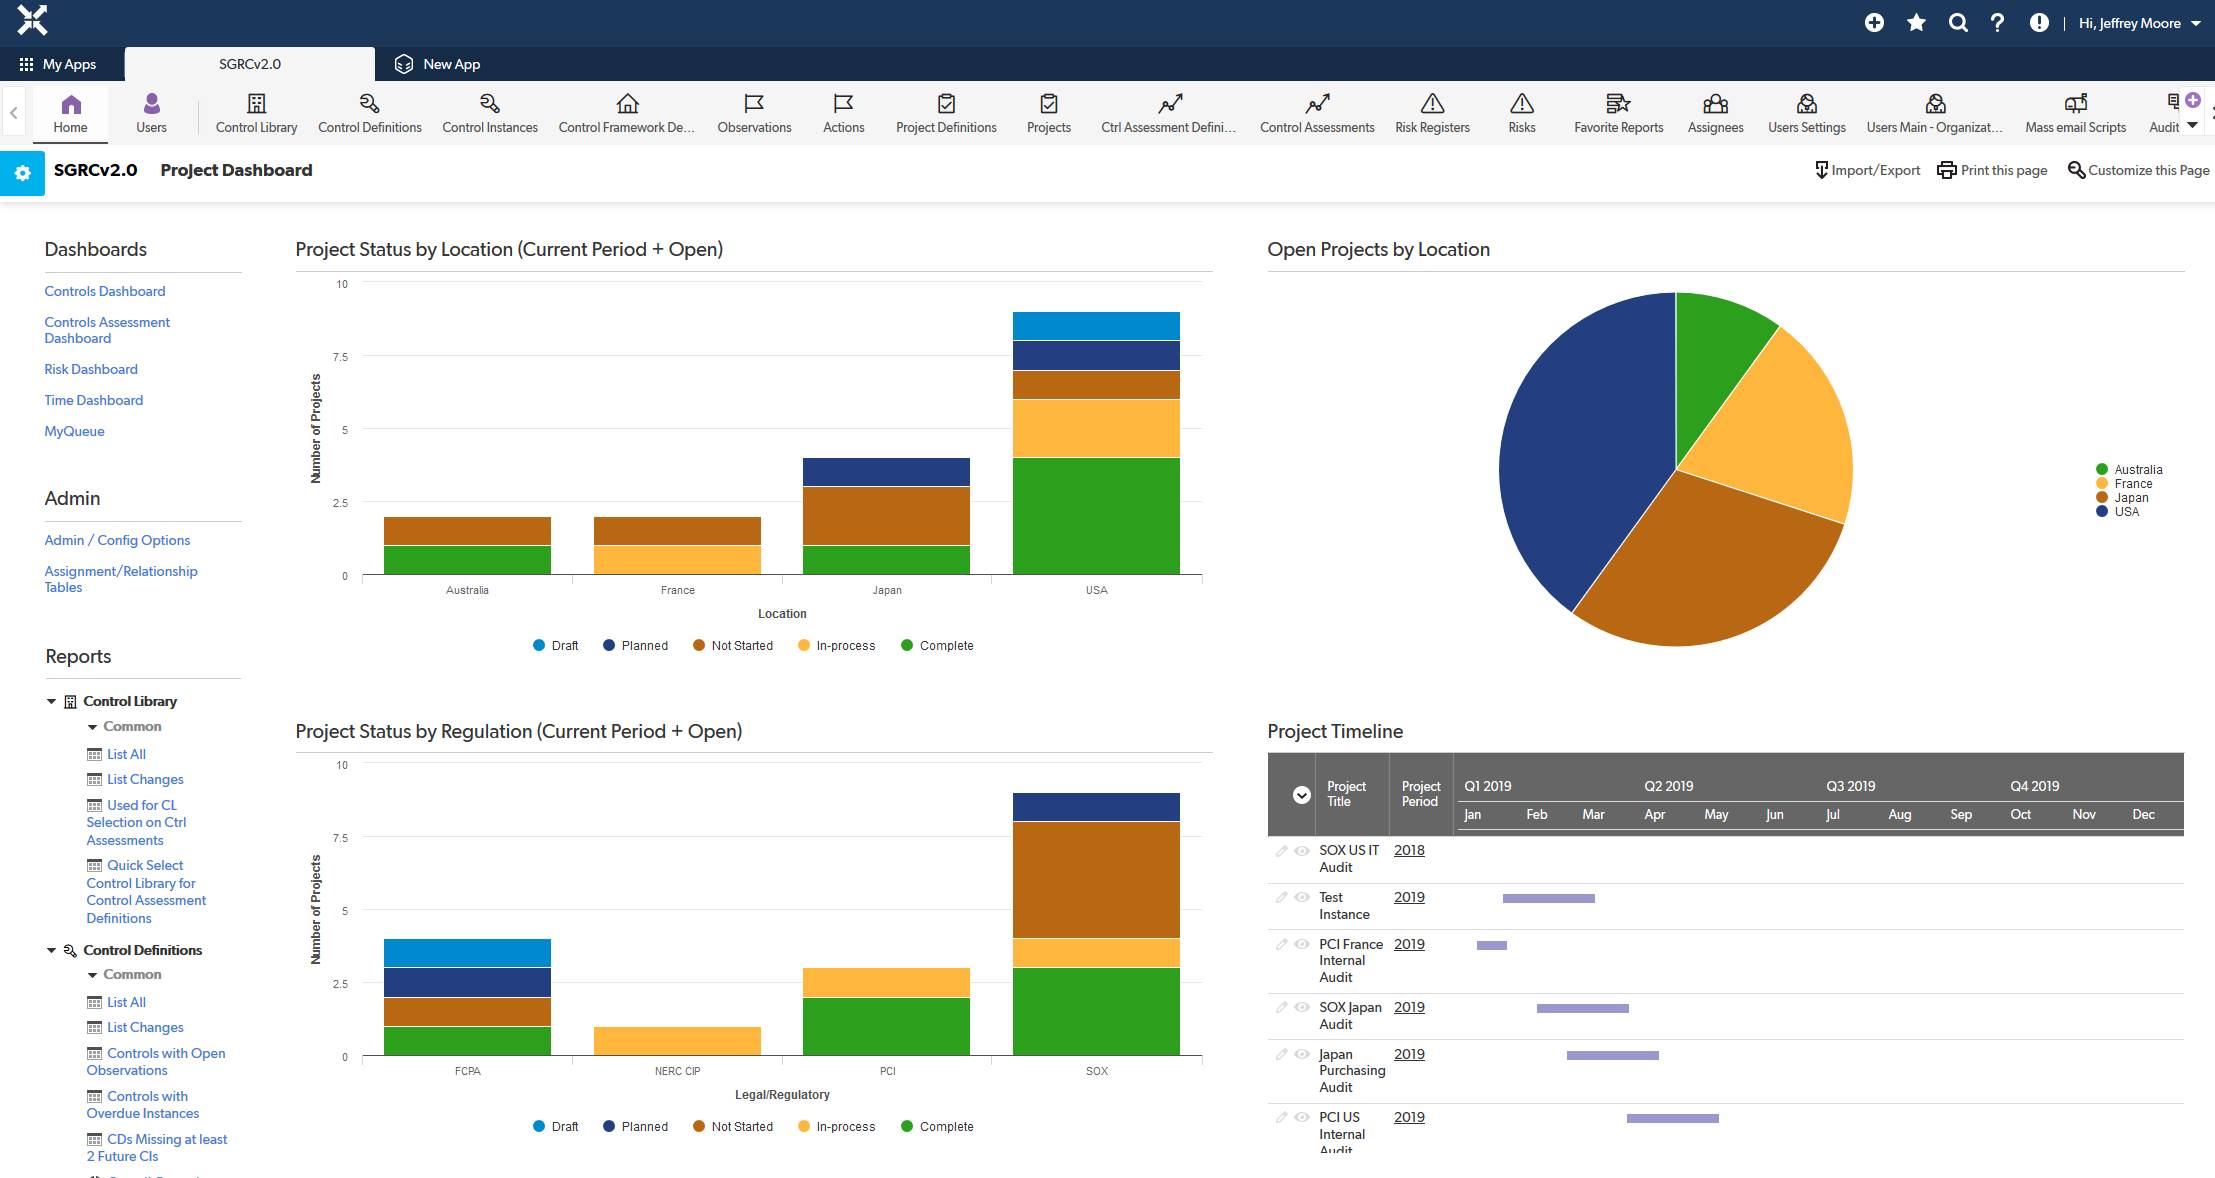 Hi, Jeffrey Moore
My Apps
SGRCv2.0
New App
Home
Users
Control Library
Control Definitions
Control Instances
Control Framework De...
Observations
Actions
Project Definitions
Projects
Ctrl Assessment Defini...
Control Assessments
Risk Registers
Risks
Favorite Reports
Assignees
Users Settings
Users Main - Organizat...
Mass email Scripts
Audit
SGRCv2.0 Project Dashboard
Import/Export
Print this page
Customize this Page
Dashboards
Controls Dashboard
Controls Assessment
Dashboard
Risk Dashboard
Time Dashboard
MyQueue
Admin
Admin / Config Options
Assignment/Relationship
Tables
Reports
Control Library
Common
List All
List Changes
Used for CL
Selection on Ctrl
Assessments
Quick Select
Control Library for
Control Assessment
Definitions
Control Definitions
Common
List All
List Changes
Controls with Open
Observations
Controls with
Overdue Instances
CDs Missing at least
2 Future CIs
Project Status by Location (Current Period + Open)
10
7.5
5
2.5
0
Number of Projects
Australia
France
Japan
USA
Location
Draft
Planned
Not Started
In-process
Complete
Open Projects by Location
Australia
France
Japan
USA
Project Status by Regulation (Current Period + Open)
10
7.5
5
2.5
0
Number of Projects
FCPA
NERC CIP
PCI
SOX
Legal/Regulatory
Draft
Planned
Not Started
In-process
Complete
Project Timeline
Project
Title
Project
Period
Q1 2019
Q2 2019
Q3 2019
Q4 2019
Jan
Feb
Mar
Apr
May
Jun
Jul
Aug
Sep
Oct
Nov
Dec
SOX US IT
Audit
2018
Test
Instance
2019
PCI France
Internal
Audit
2019
SOX Japan
Audit
2019
Japan
Purchasing
Audit
2019
PCI US
Internal
Audit
2019